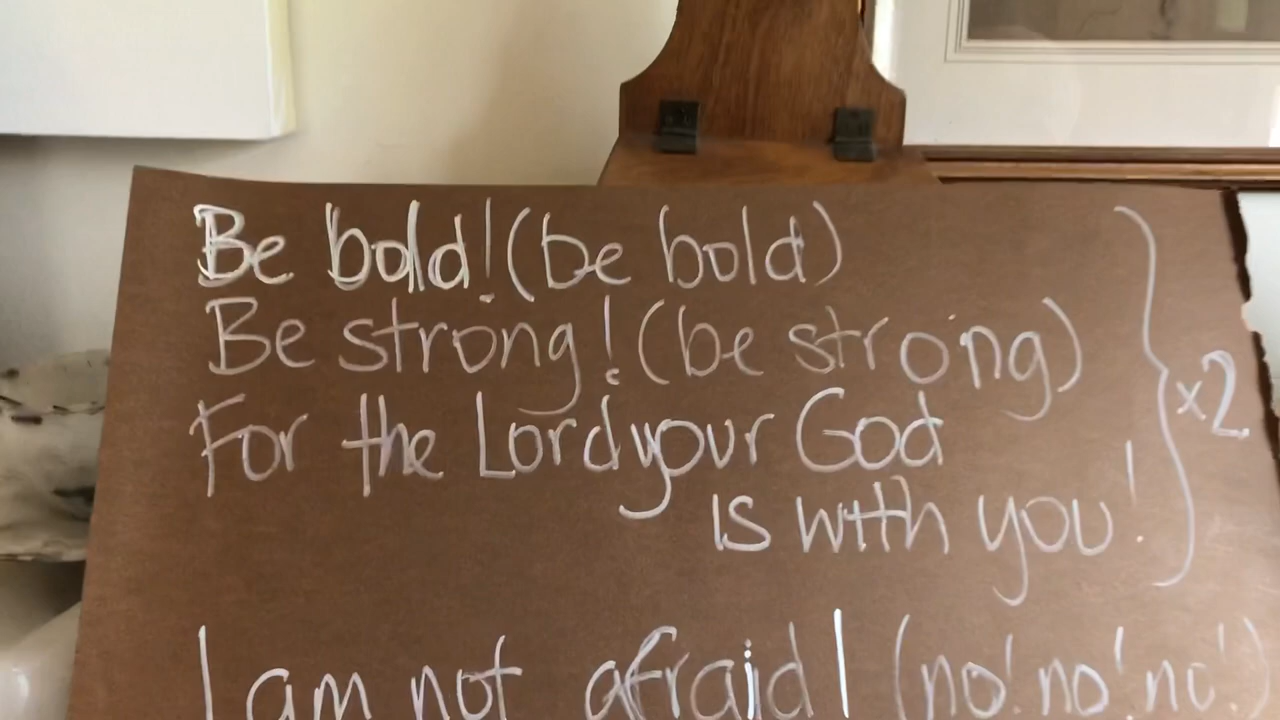 Be bold! (be bold)
Be strong! (be strong)
For the Lord your God
is with you!
x2
I am not afraid! (no! no! no!)